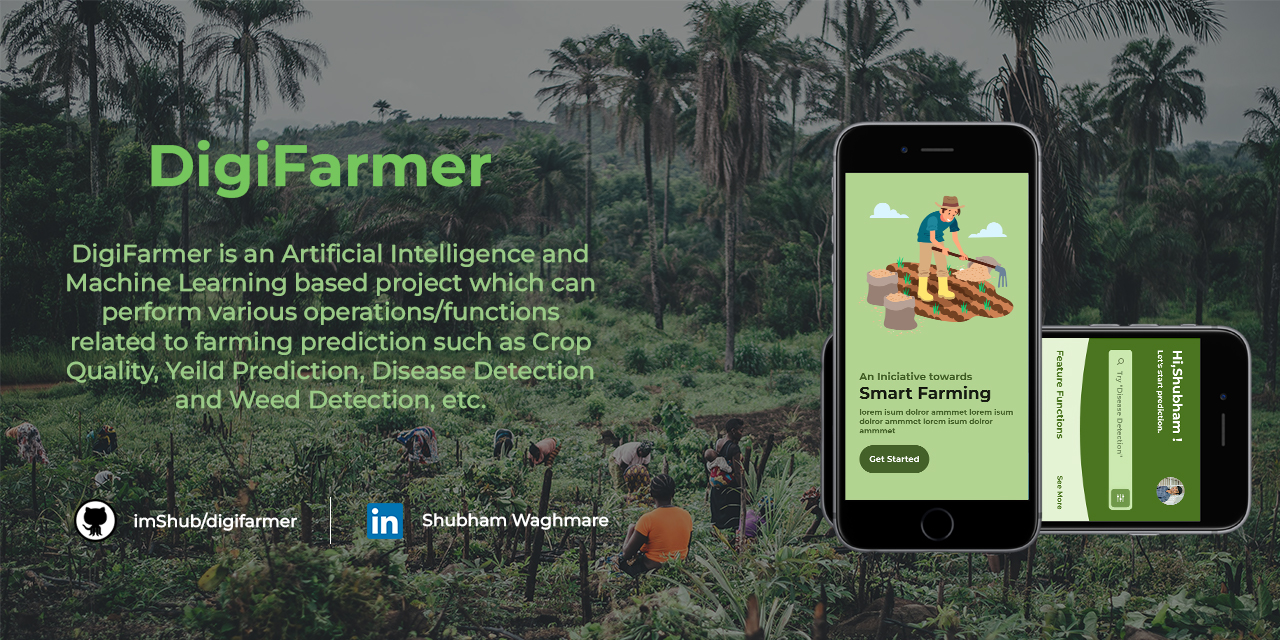 DigiFarmer
DigiFarmer is an Artificial Intelligence and
Machine Learning based project which can
perform various operations/functions
related to farming prediction such as Crop
Quality, Yeild Prediction, Disease Detection
and Weed Detection, etc.
imShub/digifarmer
in
Shubham Waghmare
An Iniciative towards
Smart Farming
lorem isum dolror ammmet lorem isum
dolror ammmet lorem isum dolror
ammmet
Get Started
Hi,Shubham !
Let's start prediction.
Try "Disease Detection"
Feature Functions
See More